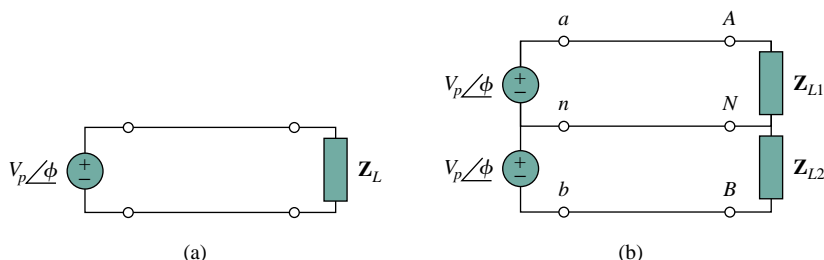 a
A
V_p∠ϕ
+
−
Z_L1
n
N
V_p∠ϕ
+
−
Z_L
V_p∠ϕ
+
−
Z_L2
b
B
(a)
(b)